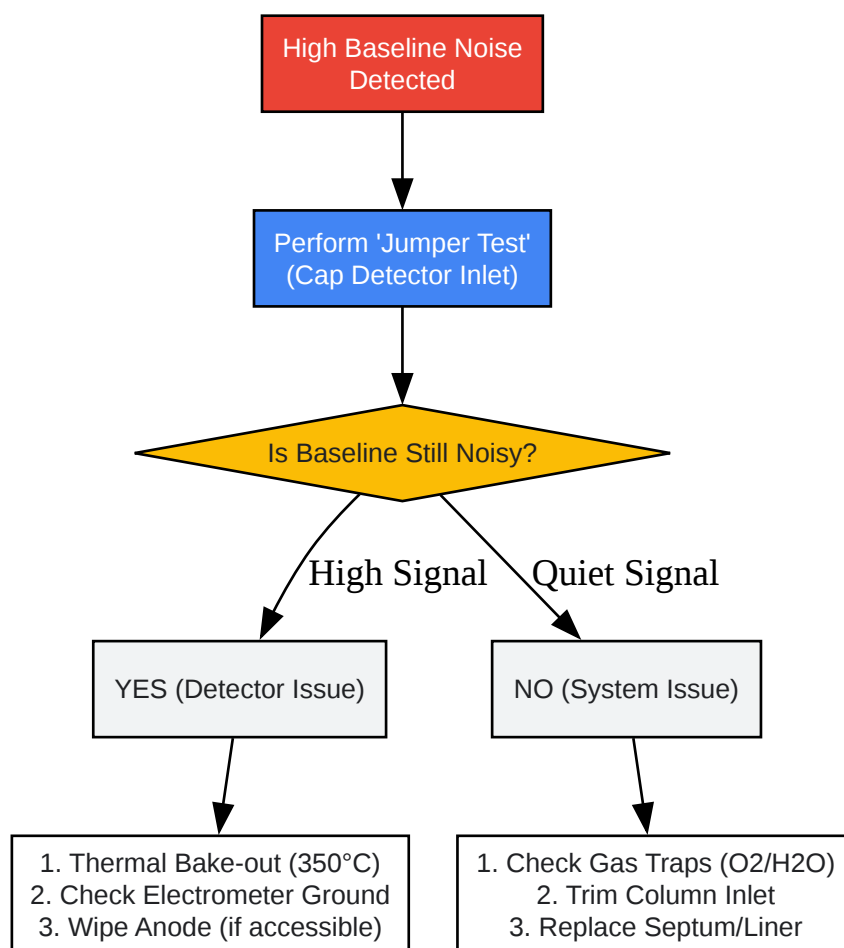 High Baseline Noise
Detected
Perform 'Jumper Test'
(Cap Detector Inlet)
Is Baseline Still Noisy?
High Signal
Quiet Signal
YES (Detector Issue)
NO (System Issue)
1. Thermal Bake-out (350°C)
2. Check Electrometer Ground
3. Wipe Anode (if accessible)
1. Check Gas Traps (O2/H2O)
2. Trim Column Inlet
3. Replace Septum/Liner